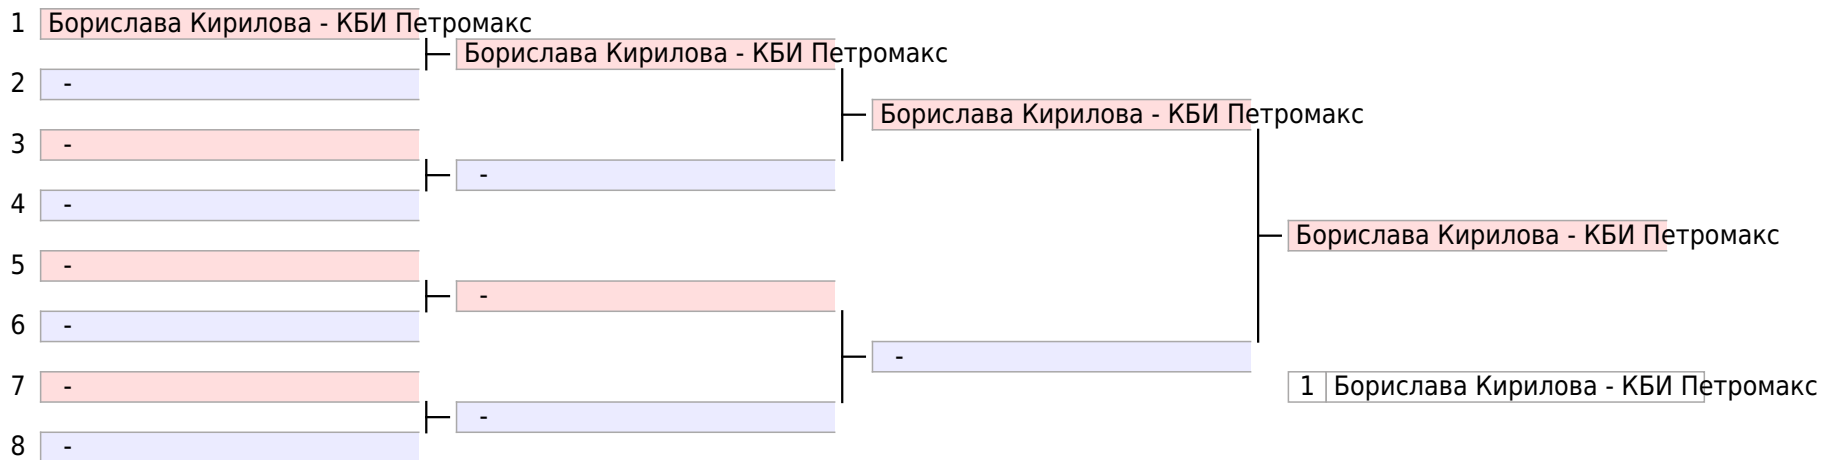 1 Борислава Кирилова - КБИ Петромакс
Борислава Кирилова - КБИ Петромакс
2 -
Борислава Кирилова - КБИ Петромакс
3 -
-
4 -
Борислава Кирилова - КБИ Петромакс
5 -
-
6 -
-
7 -
1 Борислава Кирилова - КБИ Петромакс
-
8 -